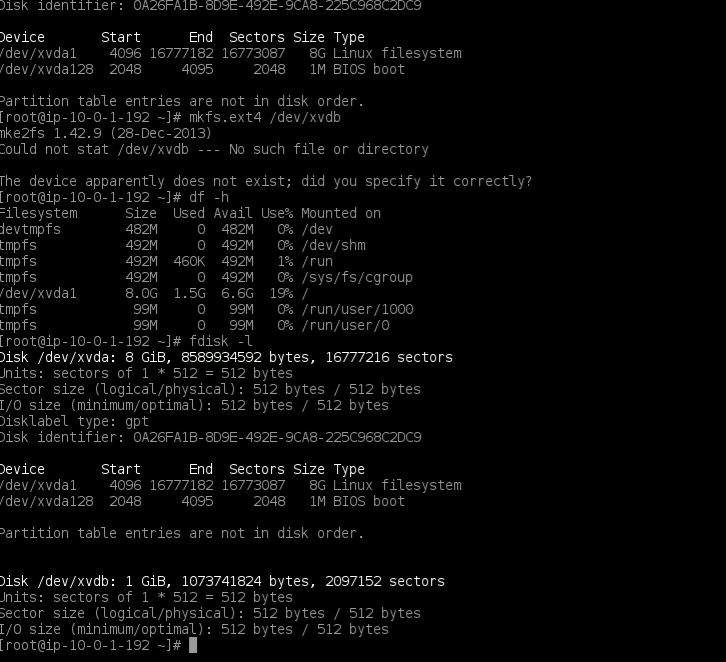 Disk identifier: 0A26FA1B-8D9E-492E-9CA8-225C968C2DC9
Device Start End Sectors Size Type
/dev/xvda1 4096 16777182 16773087 8G Linux filesystem
/dev/xvda128 2048 4095 2048 1M BIOS boot
Partition table entries are not in disk order.
[root@ip-10-0-1-192 ~]# mkfs.ext4 /dev/xvdb
mke2fs 1.42.9 (28-Dec-2013)
Could not stat /dev/xvdb --- No such file or directory
The device apparently does not exist; did you specify it correctly?
[root@ip-10-0-1-192 ~]# df -h
Filesystem Size Used Avail Use% Mounted on
devtmpfs 482M 0 482M 0% /dev
tmpfs 492M 0 492M 0% /dev/shm
tmpfs 492M 460K 492M 1% /run
tmpfs 492M 0 492M 0% /sys/fs/cgroup
/dev/xvda1 8.0G 1.5G 6.6G 19% /
tmpfs 99M 0 99M 0% /run/user/1000
tmpfs 99M 0 99M 0% /run/user/0
[root@ip-10-0-1-192 ~]# fdisk -l
Disk /dev/xvda: 8 GiB, 8589934592 bytes, 16777216 sectors
Units: sectors of 1 * 512 = 512 bytes
Sector size (logical/physical): 512 bytes / 512 bytes
I/O size (minimum/optimal): 512 bytes / 512 bytes
Disklabel type: gpt
Disk identifier: 0A26FA1B-8D9E-492E-9CA8-225C968C2DC9
Device Start End Sectors Size Type
/dev/xvda1 4096 16777182 16773087 8G Linux filesystem
/dev/xvda128 2048 4095 2048 1M BIOS boot
Partition table entries are not in disk order.
Disk /dev/xvdb: 1 GiB, 1073741824 bytes, 2097152 sectors
Units: sectors of 1 * 512 = 512 bytes
Sector size (logical/physical): 512 bytes / 512 bytes
I/O size (minimum/optimal): 512 bytes / 512 bytes
[root@ip-10-0-1-192 ~]#